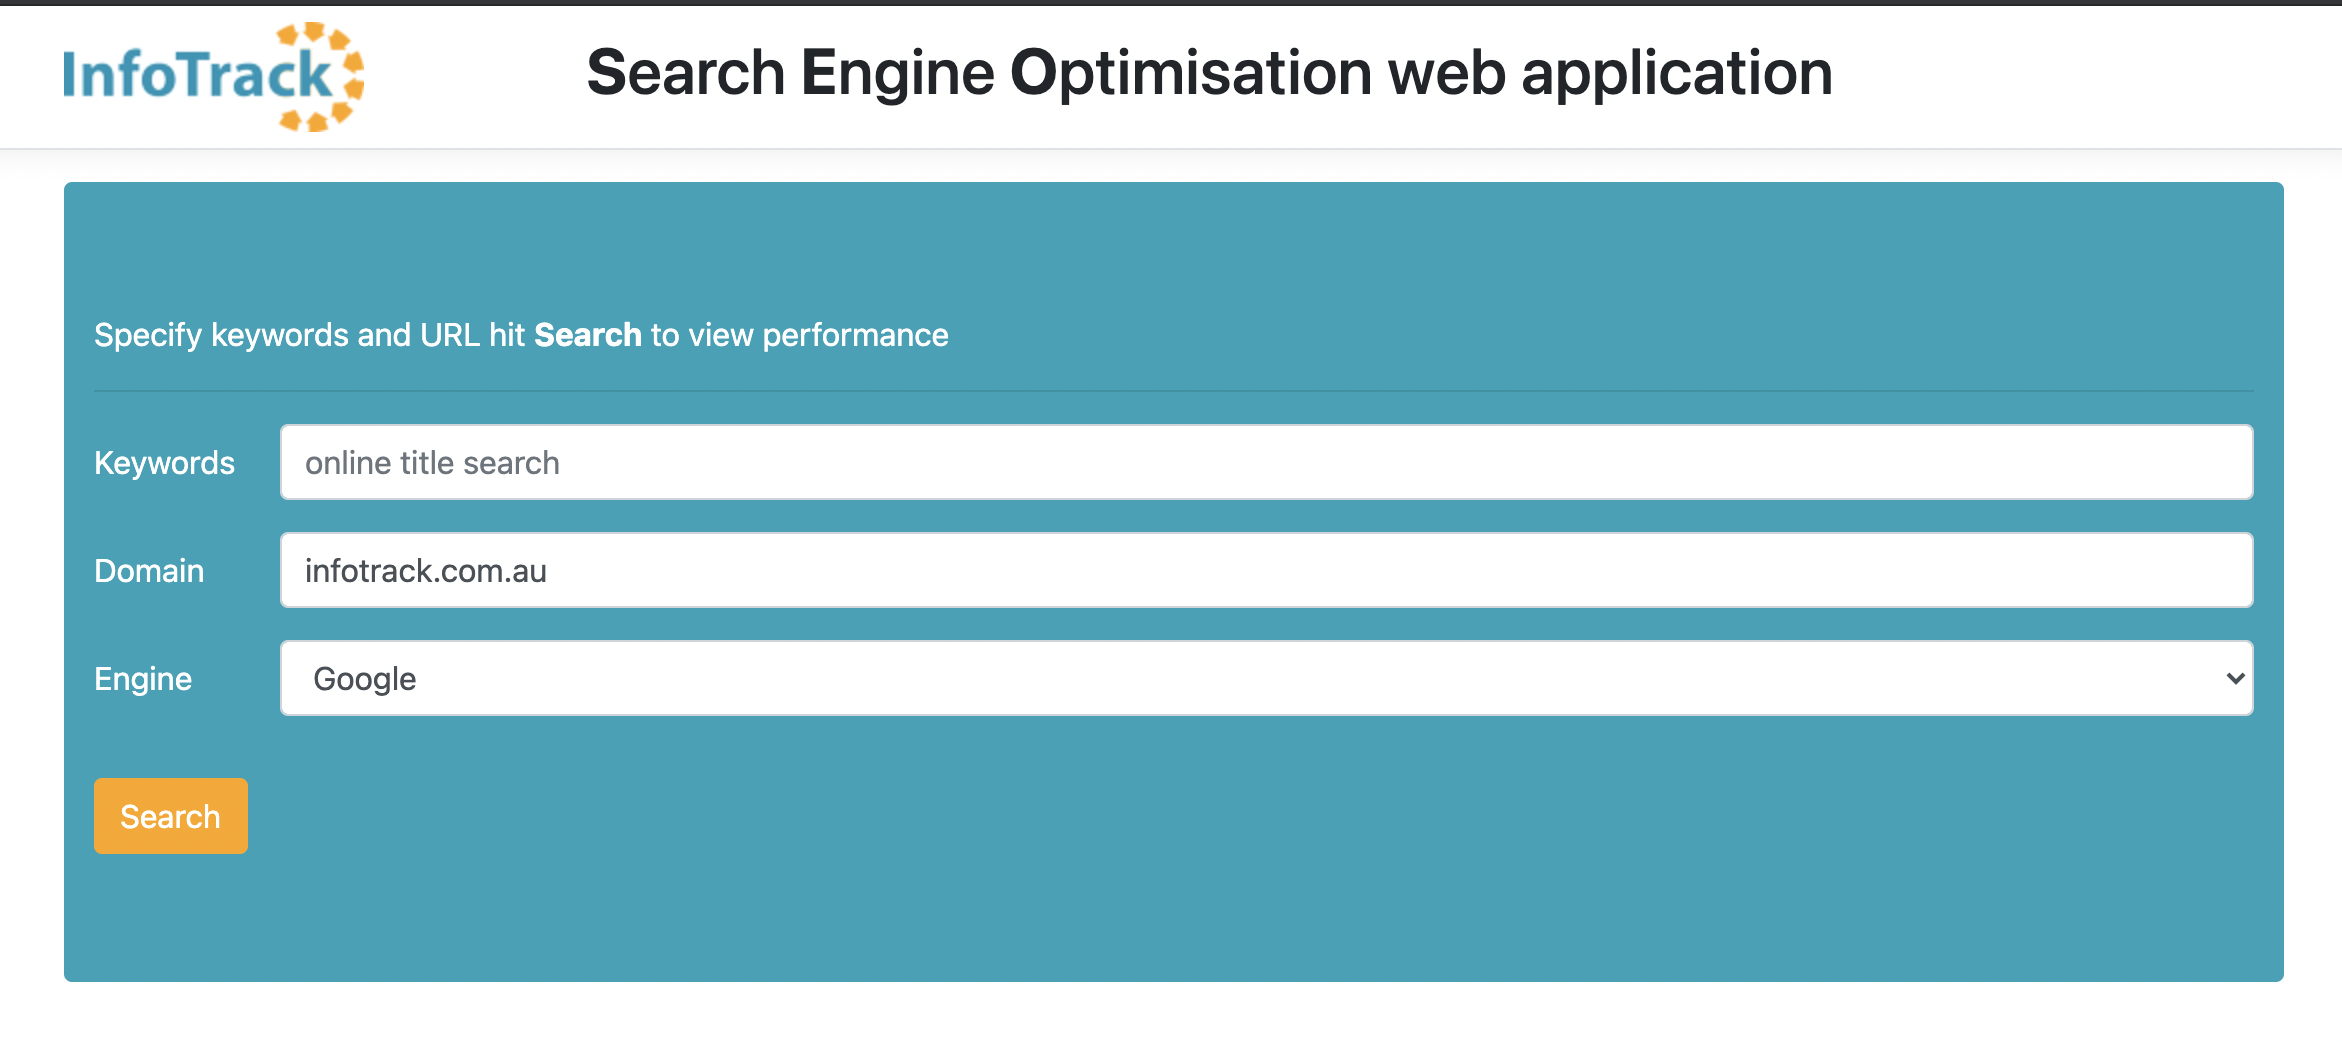 InfoTrack
Search Engine Optimisation web application
Specify keywords and URL hit Search to view performance
Keywords
online title search
Domain
infotrack.com.au
Engine
Google
Search